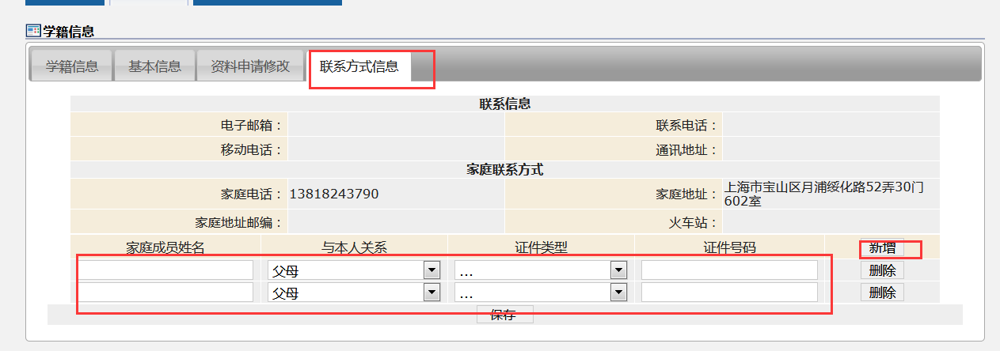 学籍信息
学籍信息 基本信息 资料申请修改 联系方式信息
联系信息
电子邮箱： 联系电话：
移动电话： 通讯地址：
家庭联系方式
家庭电话： 13818243790 家庭地址： 上海市宝山区月浦绥化路52弄30门
602室
家庭地址邮编： 火车站：
家庭成员姓名 与本人关系 证件类型 证件号码 新增
父母 ... 删除
父母 ... 删除
保存